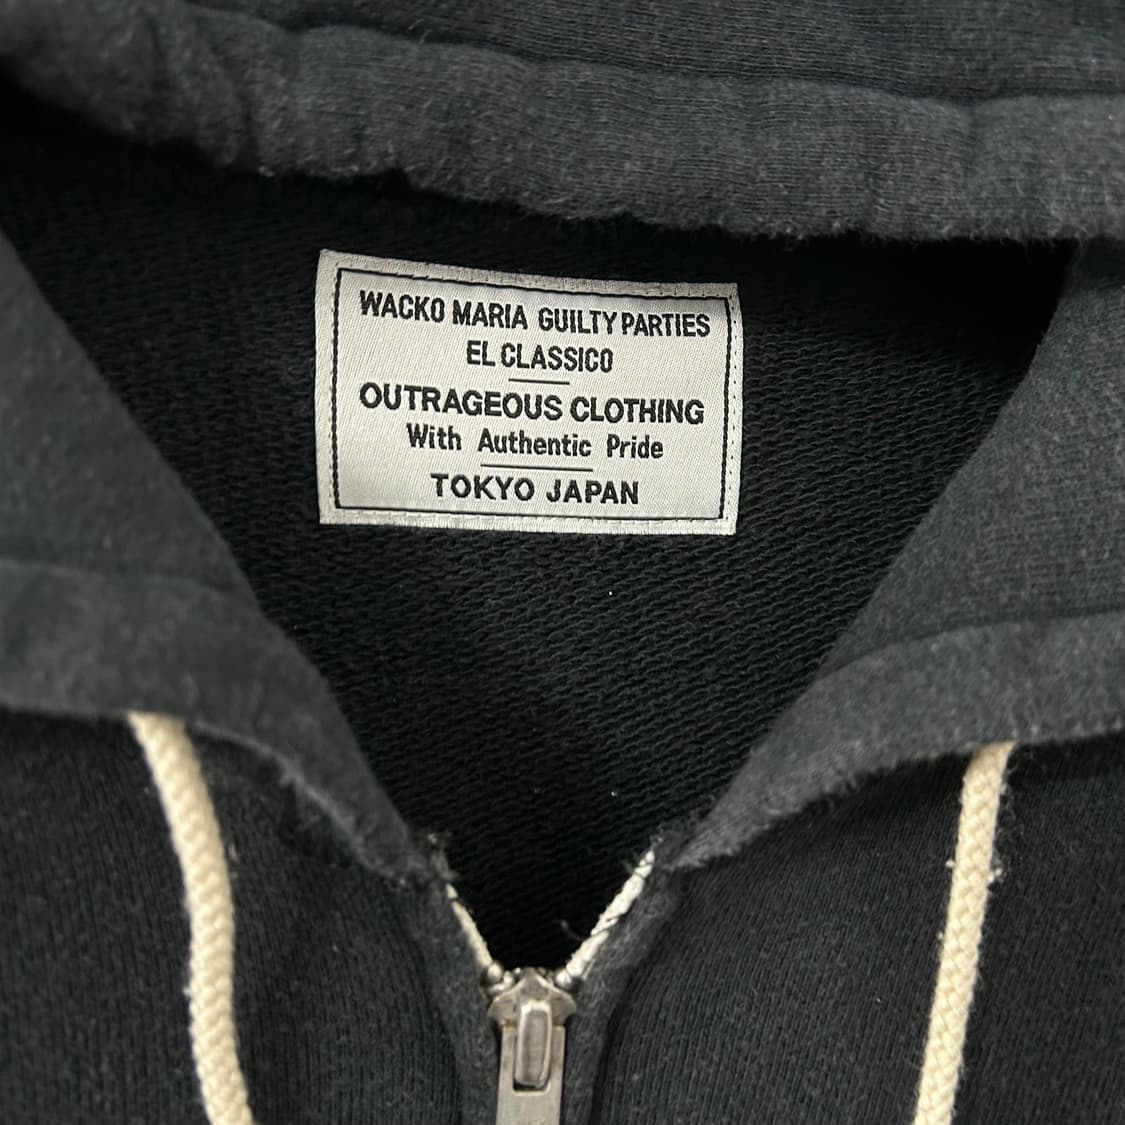 WACKO MARIA GUILTY PARTIES
EL CLASSICO
OUTRAGEOUS CLOTHING
With Authentic Pride
TOKYO JAPAN